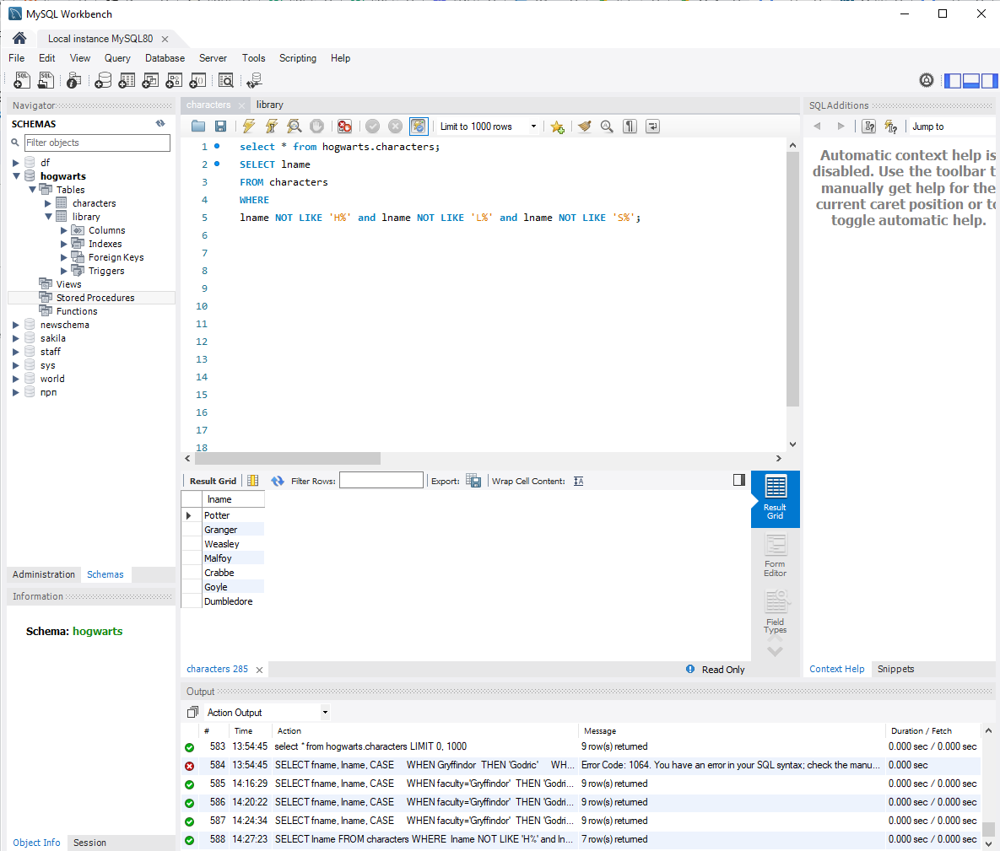 MySQL Workbench
Local instance MySQL80
File Edit View Query Database Server Tools Scripting Help
Navigator
SCHEMAS
Filter objects
df
hogwarts
Tables
characters
library
Columns
Indexes
Foreign Keys
Triggers
Views
Stored Procedures
Functions
newschema
sakila
staff
sys
world
прп
Administration Schemas
Information
Schema: hogwarts
Object Info Session
characters library
Limit to 1000 rows
1 select * from hogwarts.characters;
2 SELECT lname
3 FROM characters
4 WHERE
5 lname NOT LIKE 'H%' and lname NOT LIKE 'L%' and lname NOT LIKE 'S%';
6
7
8
9
10
11
12
13
14
15
16
17
18
Result Grid Filter Rows: Export: Wrap Cell Content:
lname
Potter
Granger
Weasley
Malfoy
Crabbe
Goyle
Dumbledore
Result
Grid
Form
Editor
Field
Types
characters 285
Read Only
SQLAdditions
Jump to
Automatic context help is
disabled. Use the toolbar t
manually get help for the
current caret position or to
toggle automatic help.
Context Help Snippets
Output
Action Output
# Time Action Message Duration / Fetch
583 13:54:45 select * from hogwarts.characters LIMIT 0, 1000 9 row(s) returned 0.000 sec / 0.000 sec
584 13:54:45 SELECT fname, lname, CASE WHEN Gryffindor THEN 'Godric' WH... Error Code: 1064. You have an error in your SQL syntax; check the manu... 0.000 sec
585 14:16:29 SELECT fname, lname, CASE WHEN faculty='Gryffindor' THEN 'Godri... 9 row(s) returned 0.000 sec / 0.000 sec
586 14:20:22 SELECT fname, lname, CASE WHEN faculty='Gryffindor' THEN 'Godri... 9 row(s) returned 0.000 sec / 0.000 sec
587 14:24:34 SELECT fname, lname, CASE WHEN faculty='Gryffindor' THEN 'Godri... 9 row(s) returned 0.000 sec / 0.000 sec
588 14:27:23 SELECT lname FROM characters WHERE lname NOT LIKE 'H%' and ln... 7 row(s) returned 0.000 sec / 0.000 sec